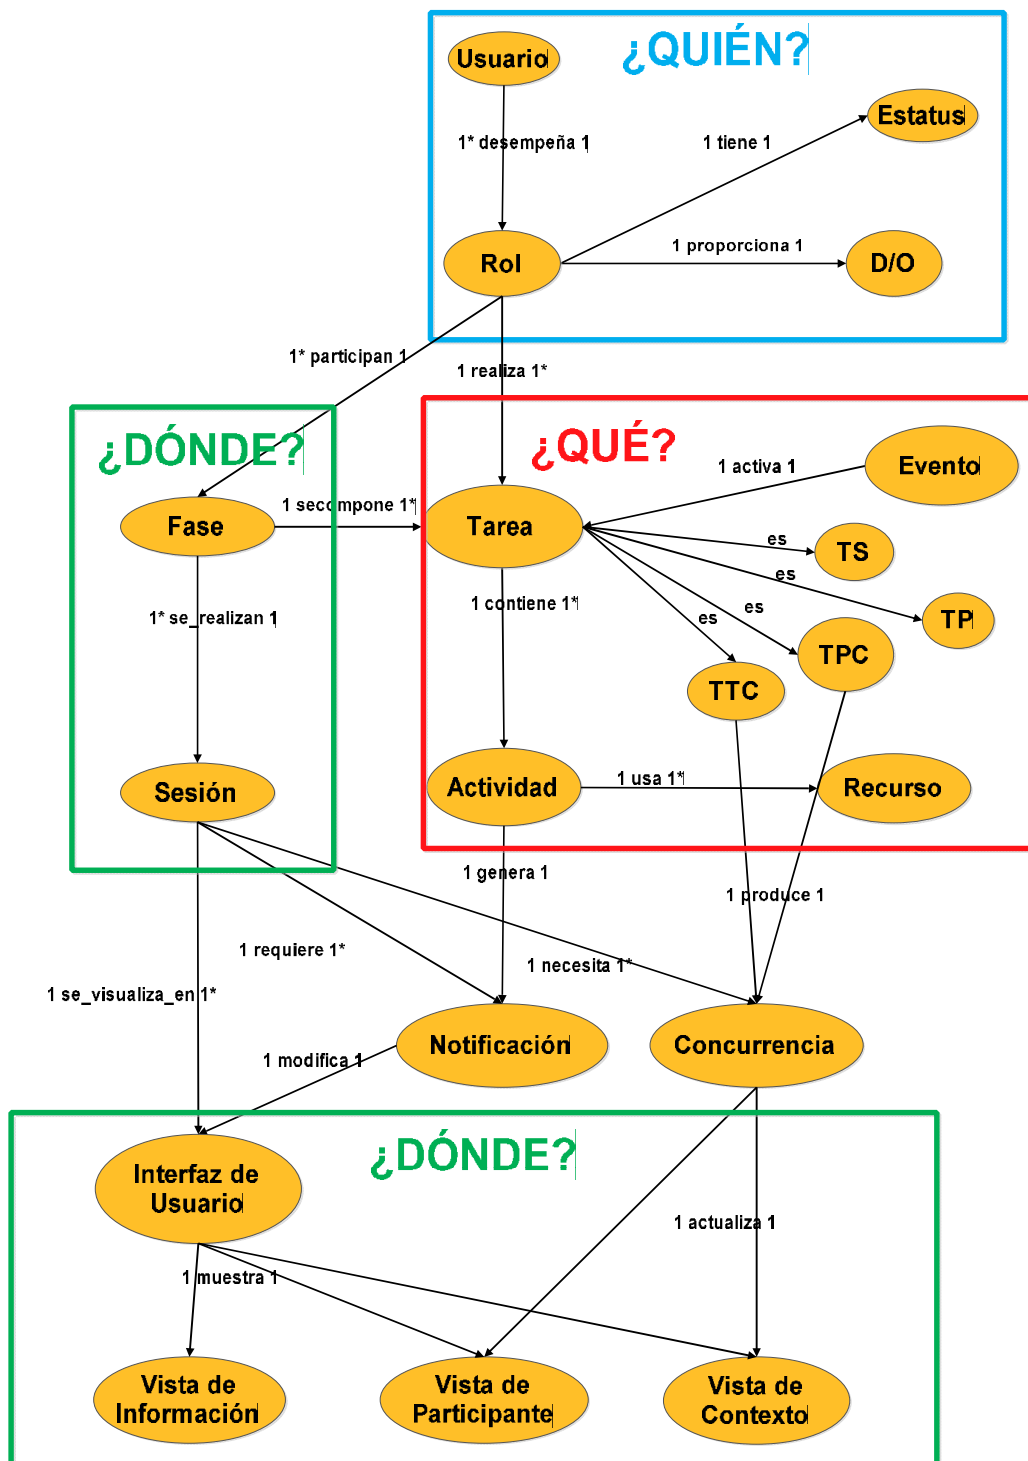 ¿QUIÉN?
Usuario
Estatus
1* desempeña 1
1 tiene 1
Rol
1 proporciona 1
D/O
1* participan 1
1 realiza 1*
¿DÓNDE?
¿QUÉ?
1 activa 1
Evento
1 secompone 1*
Fase
Tarea
es
TS
es
1 contiene 1*
es
TP
1* se_realizan 1
es
TPC
TTC
Sesión
Actividad
1 usa 1*
Recurso
1 genera 1
1 produce 1
1 requiere 1*
1 necesita 1*
1 se_visualiza_en 1*
Notificación
Concurrencia
1 modifica 1
¿DÓNDE?
Interfaz de
Usuario
1 actualiza 1
1 muestra 1
Vista de
Información
Vista de
Participante
Vista de
Contexto